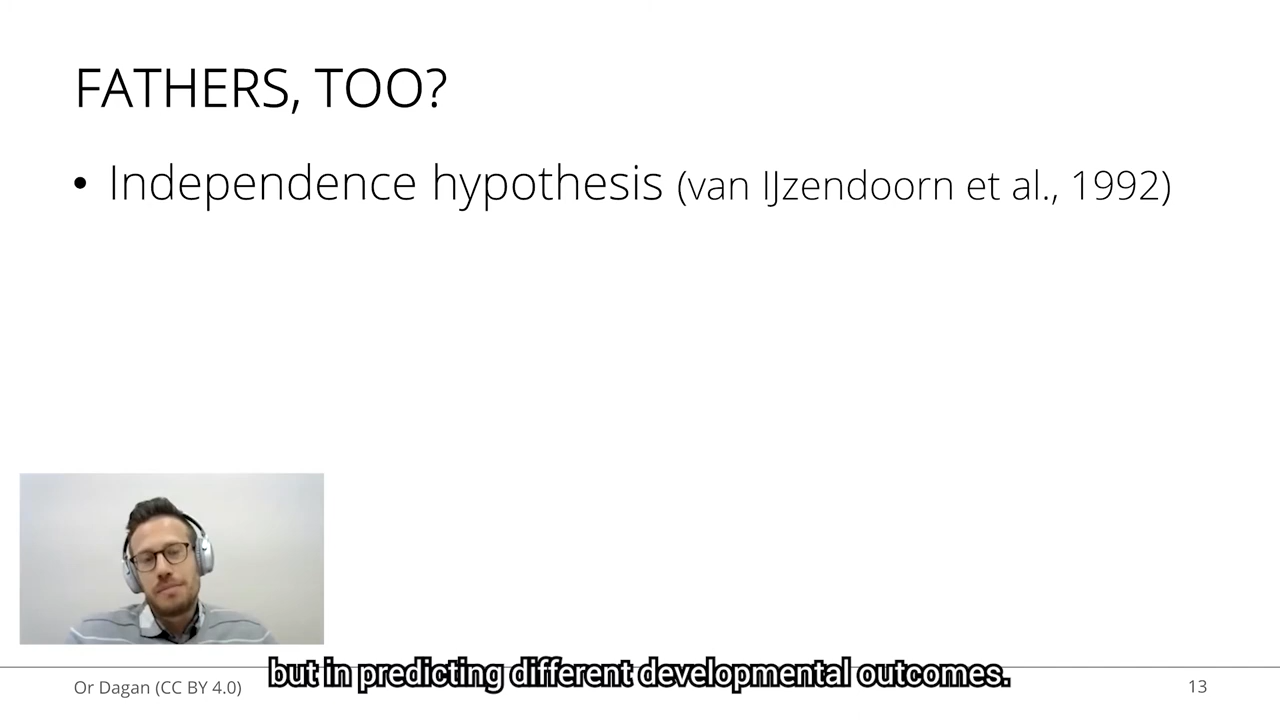 FATHERS, TOO?
• Independence hypothesis (van IJzendoorn et al., 1992)
but in predicting different developmental outcomes.
Or Dagan (CC BY 4.0)
13